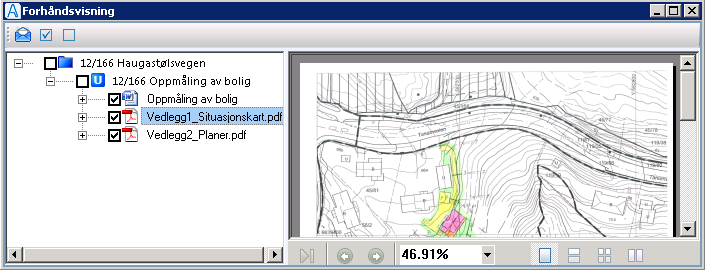 Forhåndsvisning
12/166 Haugastølsvegen
12/166 Oppmåling av bolig
Oppmåling av bolig
Vedlegg1_Situasjonskart.pdf
Vedlegg2_Planer.pdf
46.91%